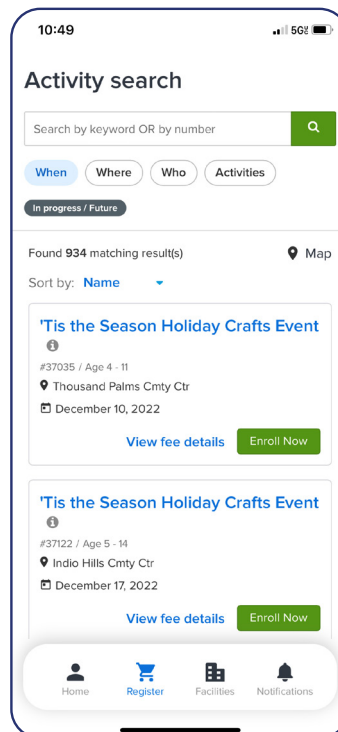 10:49 5GE
Activity search
Search by keyword OR by number
When Where Who Activities
In progress / Future
Found 934 matching result(s) Map
Sort by: Name
'Tis the Season Holiday Crafts Event
#37035 / Age 4 - 11
Thousand Palms Cmty Ctr
December 10, 2022
View fee details Enroll Now
'Tis the Season Holiday Crafts Event
#37122 / Age 5 - 14
Indio Hills Cmty Ctr
December 17, 2022
View fee details Enroll Now
Home Register Facilities Notifications